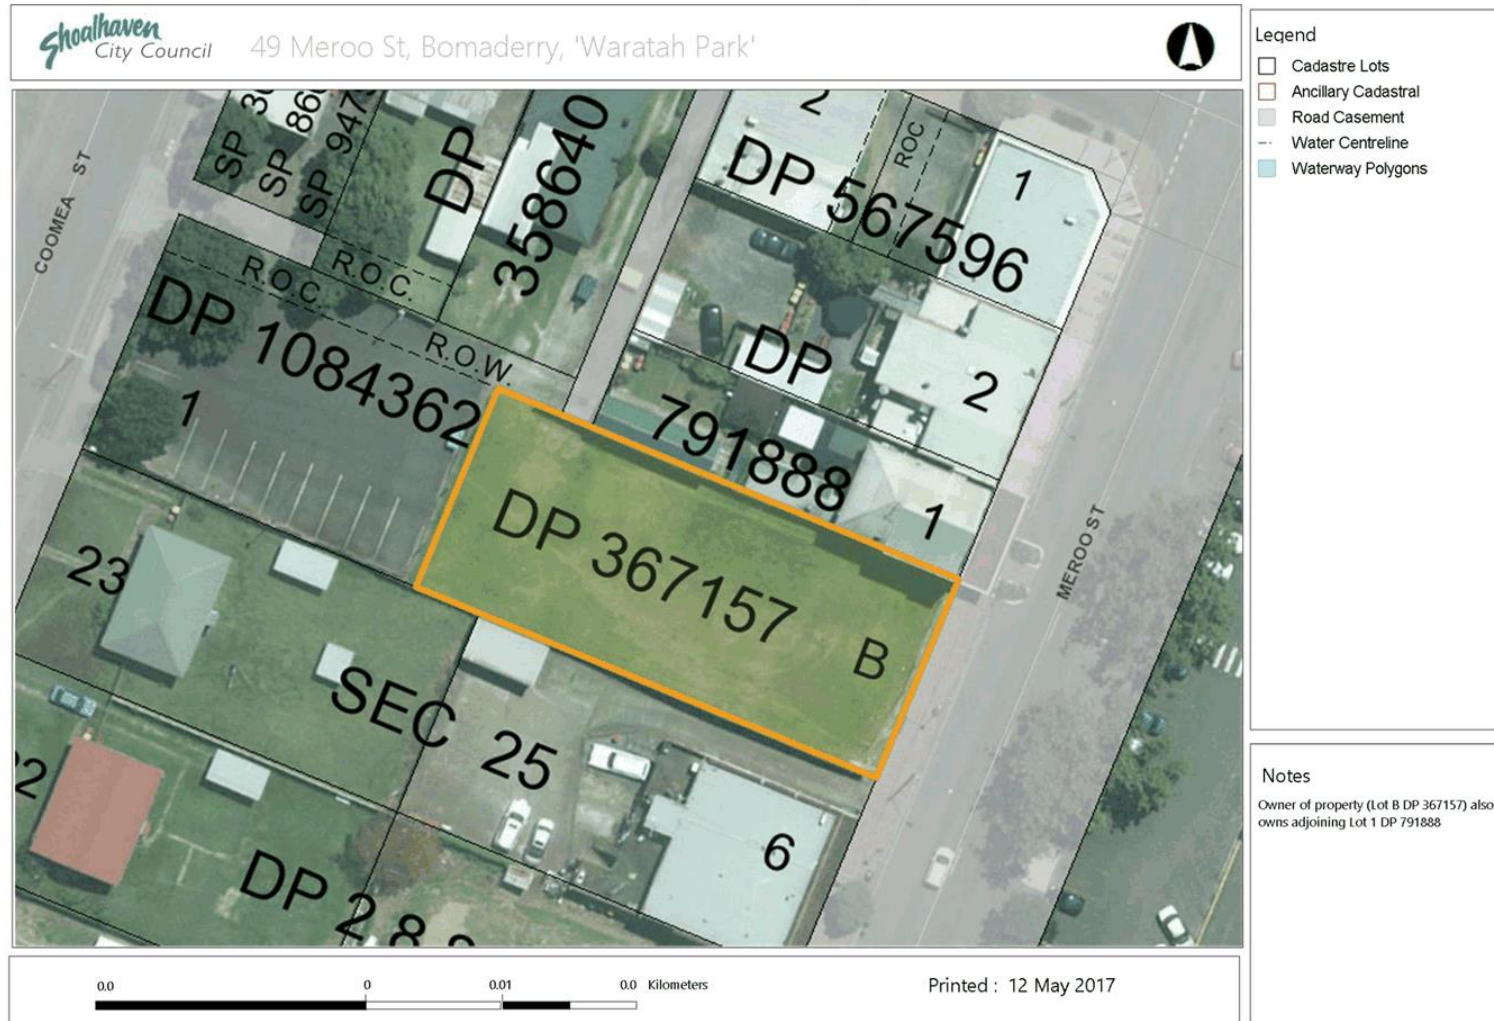 Shoalhaven
City Council
49 Meroo St, Bomaderry, 'Waratah Park'
Legend
Cadastre Lots
Ancillary Cadastral
Road Casement
Water Centreline
Waterway Polygons
COOMEA ST
SP
SP
SP
DP
358640
2
DP 567596
ROC
1
R.O.C.
R.O.C.
R.O.W.
DP 1084362
1
DP
2
791888
1
MEROO ST
DP 367157
B
23
SEC 25
6
DP 2 8
Notes
Owner of property (Lot B DP 367157) also
owns adjoining Lot 1 DP 791888
0.0 0 0.01 0.0 Kilometers
Printed : 12 May 2017